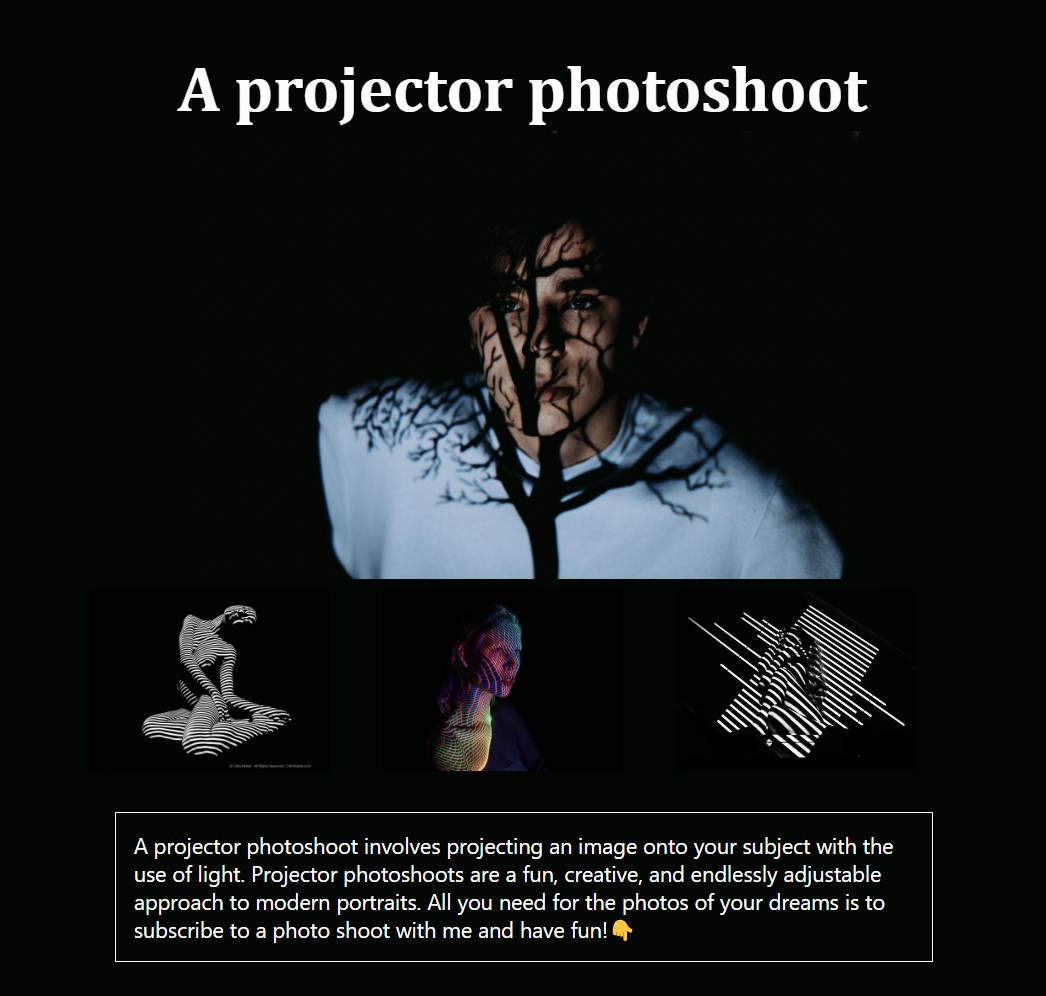 A projector photoshoot
A projector photoshoot involves projecting an image onto your subject with the
use of light. Projector photoshoots are a fun, creative, and endlessly adjustable
approach to modern portraits. All you need for the photos of your dreams is to
subscribe to a photo shoot with me and have fun!👇